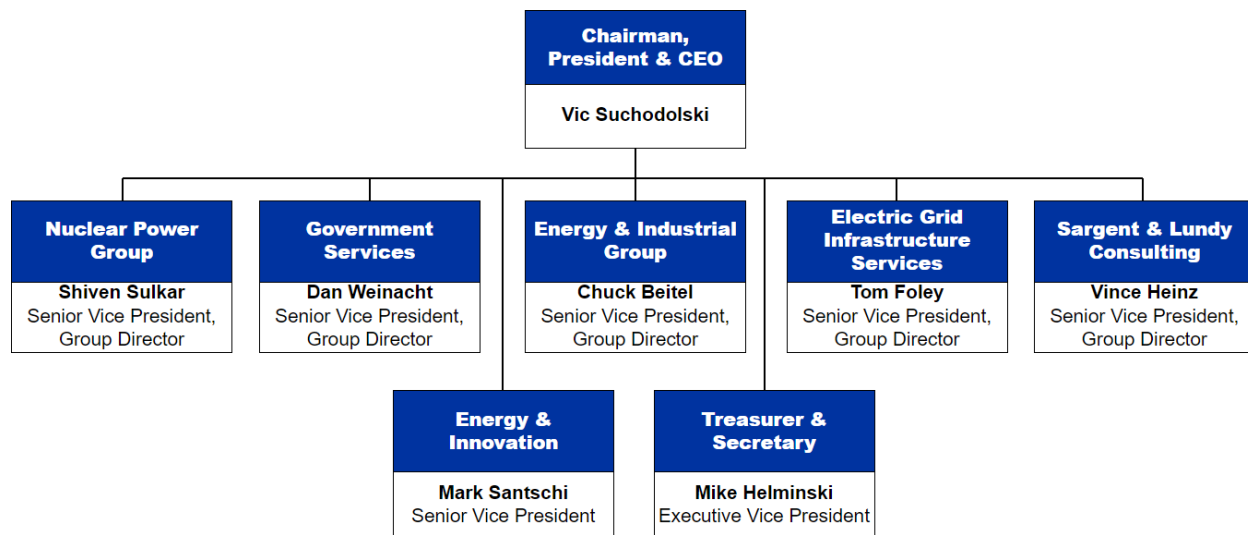 Chairman,
President & CEO
Vic Suchodolski
Nuclear Power
Group
Shiven Sulkar
Senior Vice President,
Group Director
Government
Services
Dan Weinacht
Senior Vice President,
Group Director
Energy & Industrial
Group
Chuck Beitel
Senior Vice President,
Group Director
Electric Grid
Infrastructure
Services
Tom Foley
Senior Vice President,
Group Director
Sargent & Lundy
Consulting
Vince Heinz
Senior Vice President,
Group Director
Energy &
Innovation
Mark Santschi
Senior Vice President
Treasurer &
Secretary
Mike Helminski
Executive Vice President